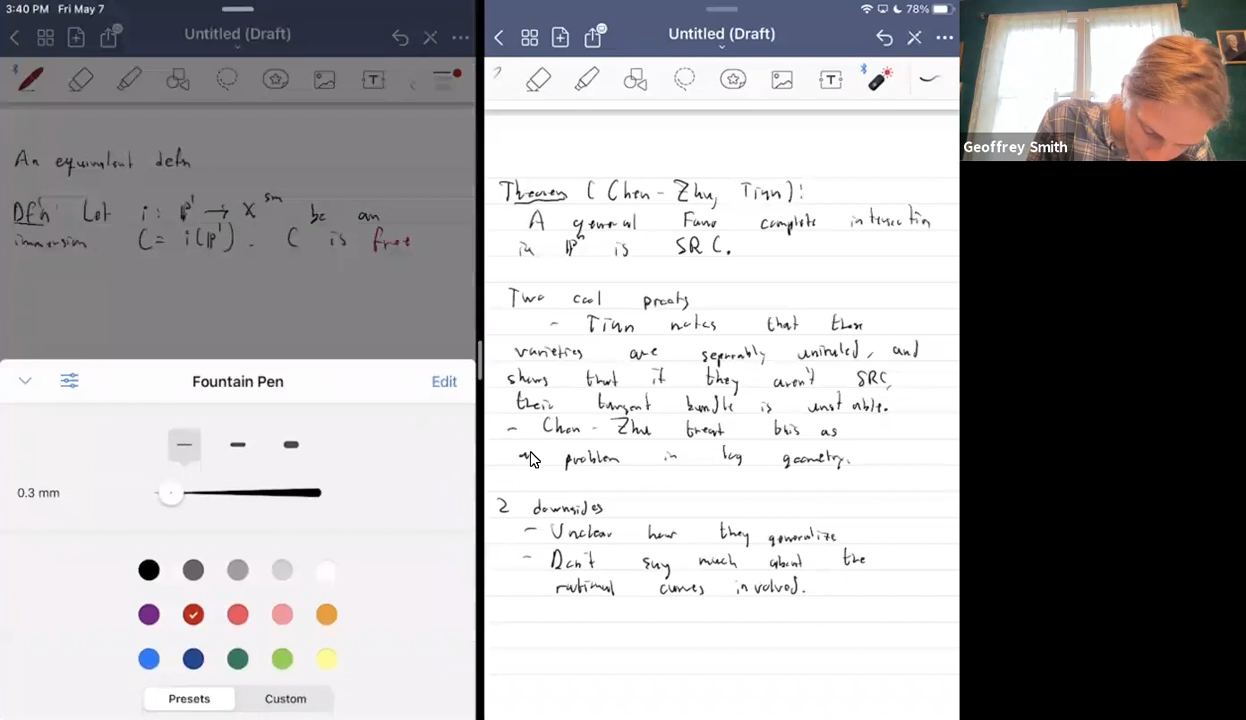 3:40 PM Fri May 7
Untitled (Draft)
An equivalent defn
Dfn Let i: ℙ¹ → X^sm be an
immersion C = i(ℙ¹). C is free
Fountain Pen
Edit
0.3 mm
Presets
Custom
78%
Untitled (Draft)
Theorem (Chen - Zhu, Tian):
A general Fano complete intersection
in ℙⁿ is SRC.
Two cool proofs
- Tian notes that these
varieties are separably uniruled, and
shows that if they aren't SRC,
their tangent bundle is unstable.
- Chen - Zhu treat this as
a problem in log geometry.
2 downsides
- Unclear how they generalize
- Don't say much about the
rational curves involved.
Geoffrey Smith